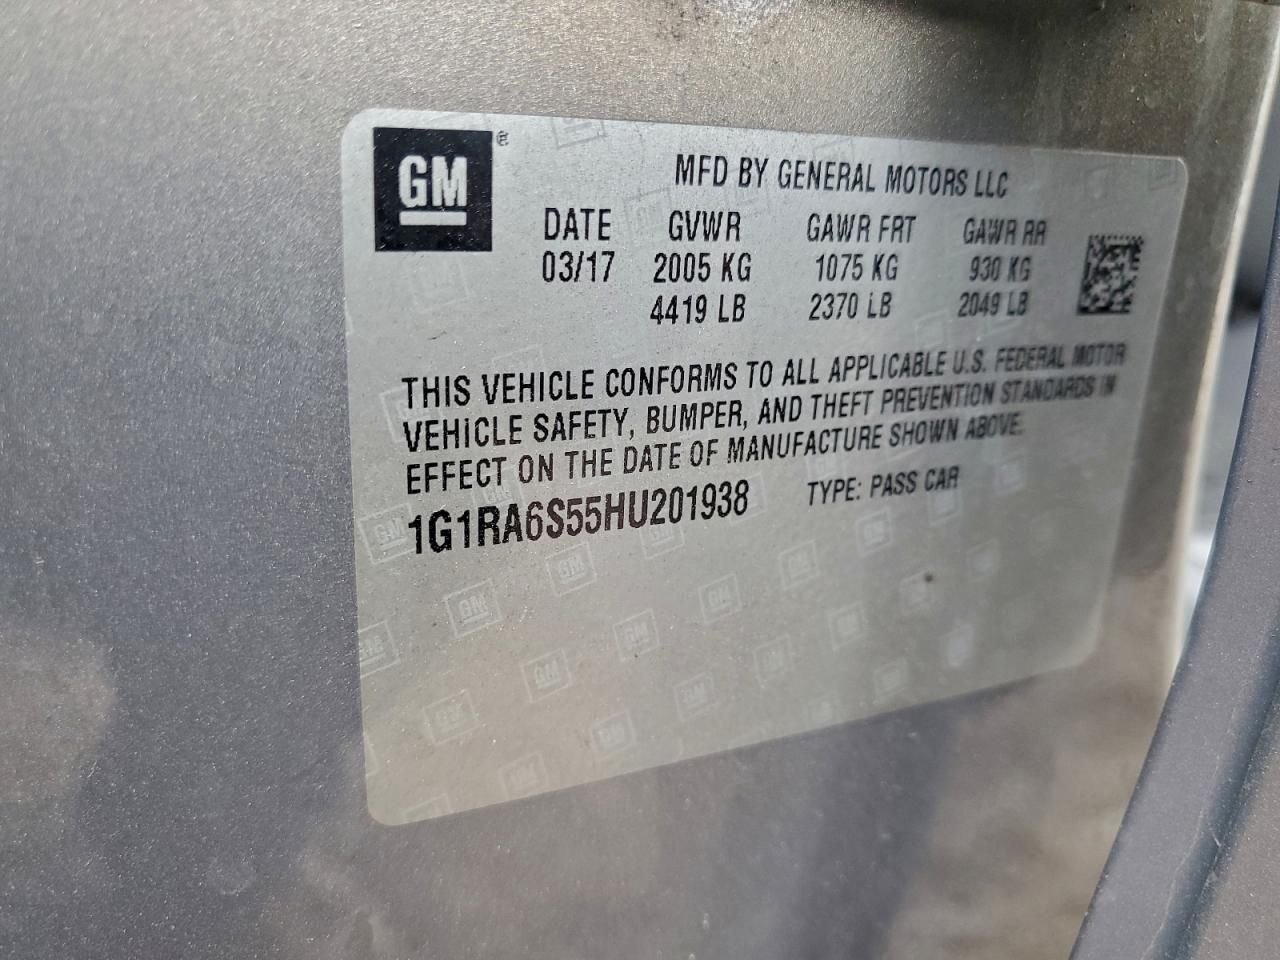 GM ®
MFD BY GENERAL MOTORS LLC
DATE GVWR GAWR FRT GAWR RR
03/17 2005 KG 1075 KG 930 KG
4419 LB 2370 LB 2049 LB
THIS VEHICLE CONFORMS TO ALL APPLICABLE U.S. FEDERAL MOTOR
VEHICLE SAFETY, BUMPER, AND THEFT PREVENTION STANDARDS IN
EFFECT ON THE DATE OF MANUFACTURE SHOWN ABOVE.
1G1RA6S55HU201938 TYPE: PASS CAR